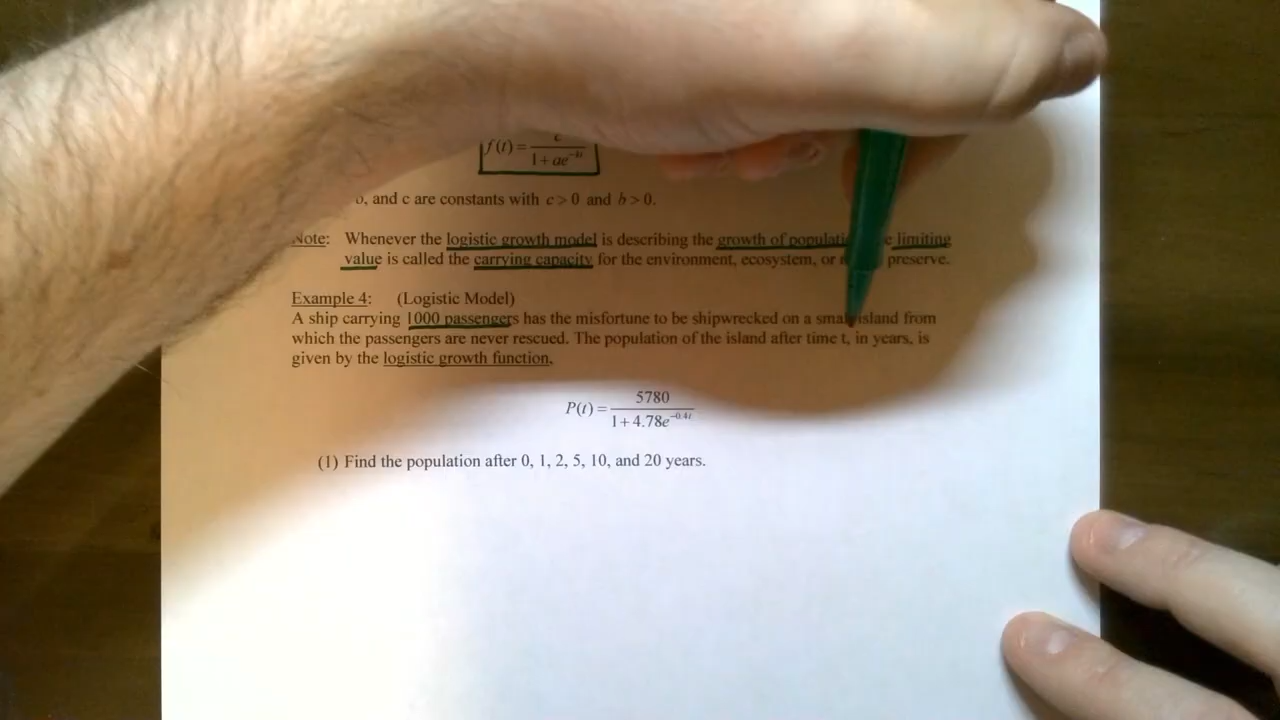 f(t) = c / 1 + ae^-bt
b, and c are constants with c > 0 and b > 0.
Note: Whenever the logistic growth model is describing the growth of limiting
value is called the carrying capacity for the environment, ecosystem, or preserve.
Example 4: (Logistic Model)
A ship carrying 1000 passengers has the misfortune to be shipwrecked on a small island from
which the passengers are never rescued. The population of the island after time t, in years, is
given by the logistic growth function,
P(t) = 5780 / 1 + 4.78e^-0.4t
(1) Find the population after 0, 1, 2, 5, 10, and 20 years.